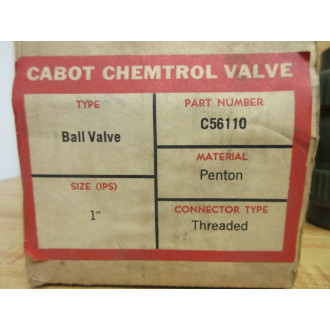 CABOT CHEMTROL VALVE
TYPE
Ball Valve
SIZE (IPS)
1"
PART NUMBER
C56110
MATERIAL
Penton
CONNECTOR TYPE
Threaded